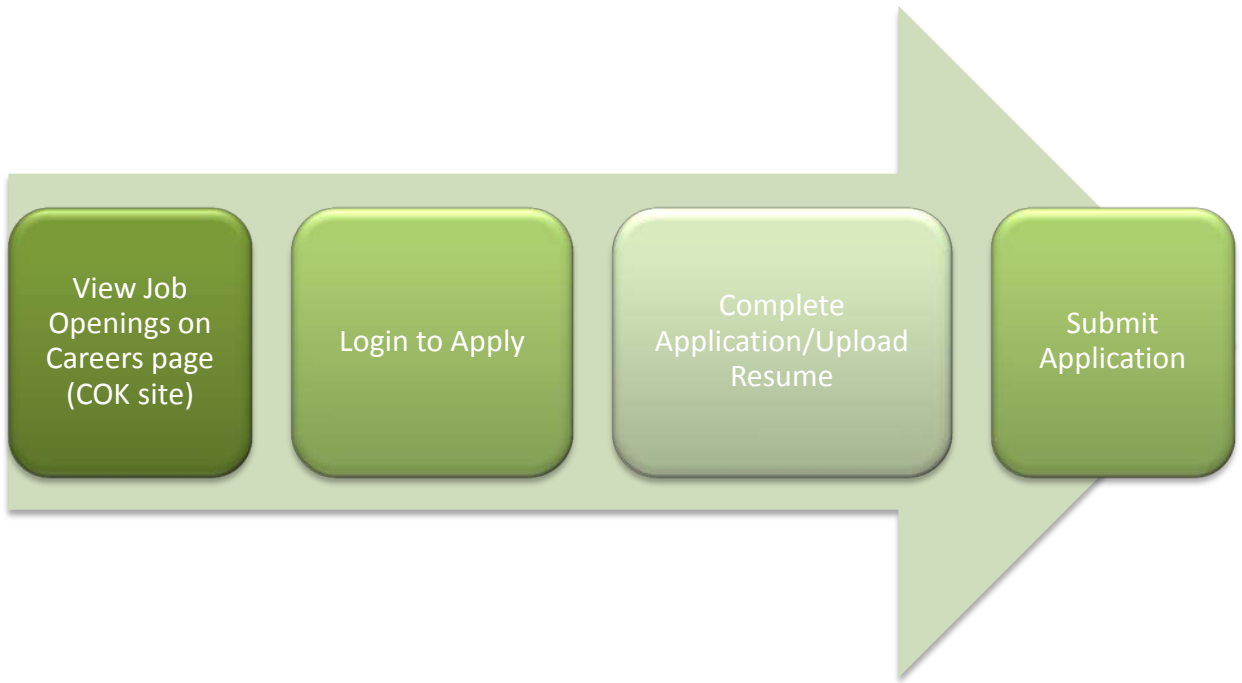 View Job
Openings on
Careers page
(COK site)
Login to Apply
Complete
Application/Upload
Resume
Submit
Application